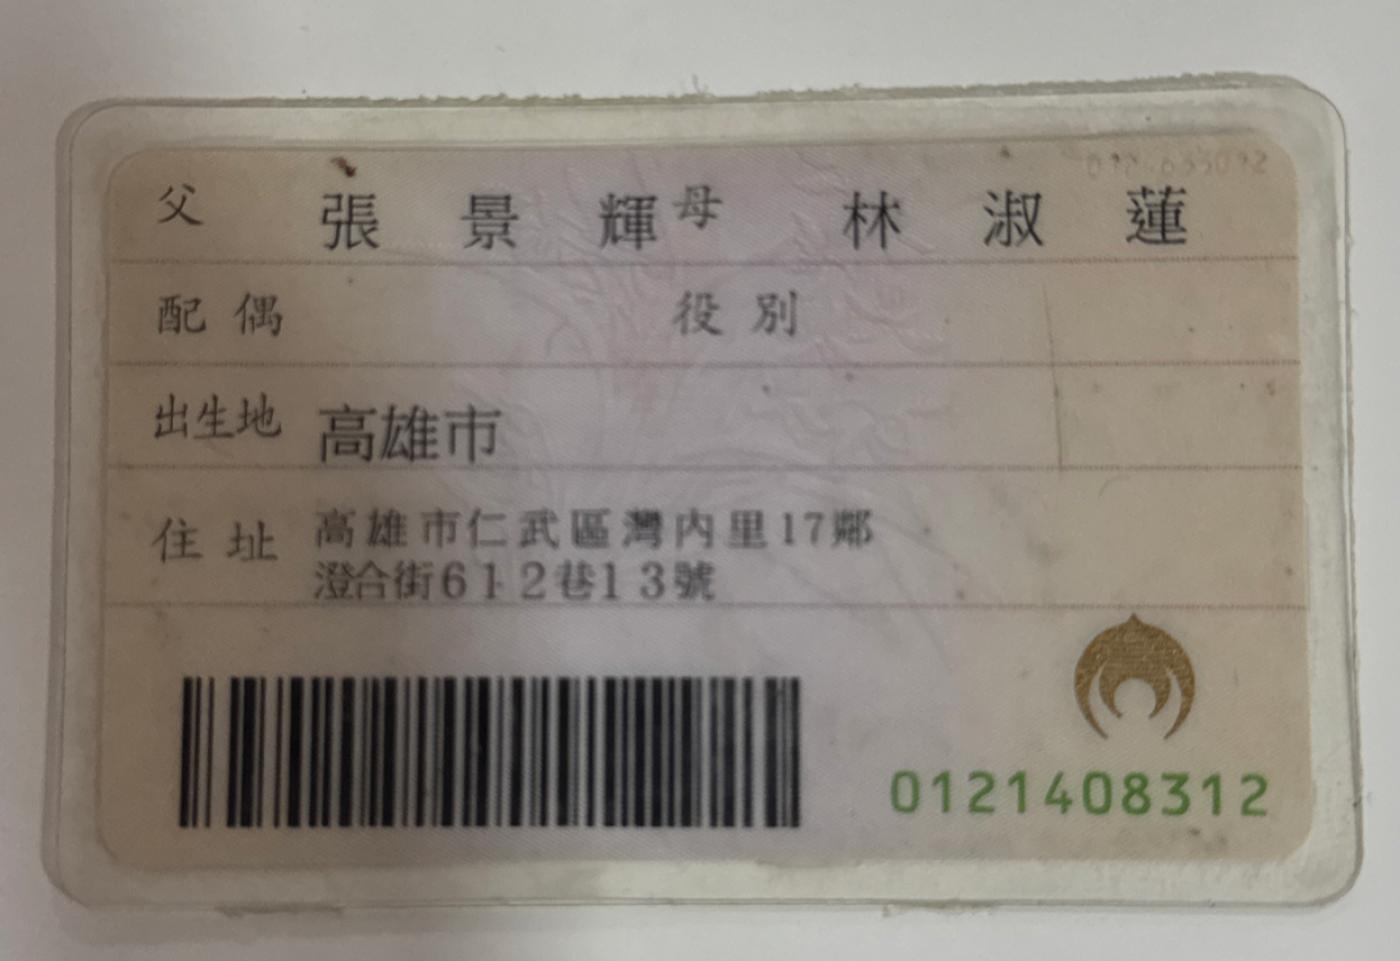 父 張景輝 母 林淑蓮
配偶 役別
出生地 高雄市
住址 高雄市仁武區灣內里17鄰
澄合街612巷13號
0121408312